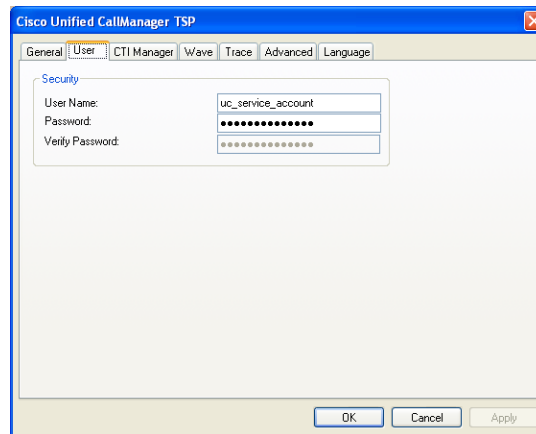 Cisco Unified CallManager TSP
General User CTI Manager Wave Trace Advanced Language
Security
User Name: uc_service_account
Password: ●●●●●●●●●●●●●●
Verify Password: ●●●●●●●●●●●●●●
OK Cancel Apply